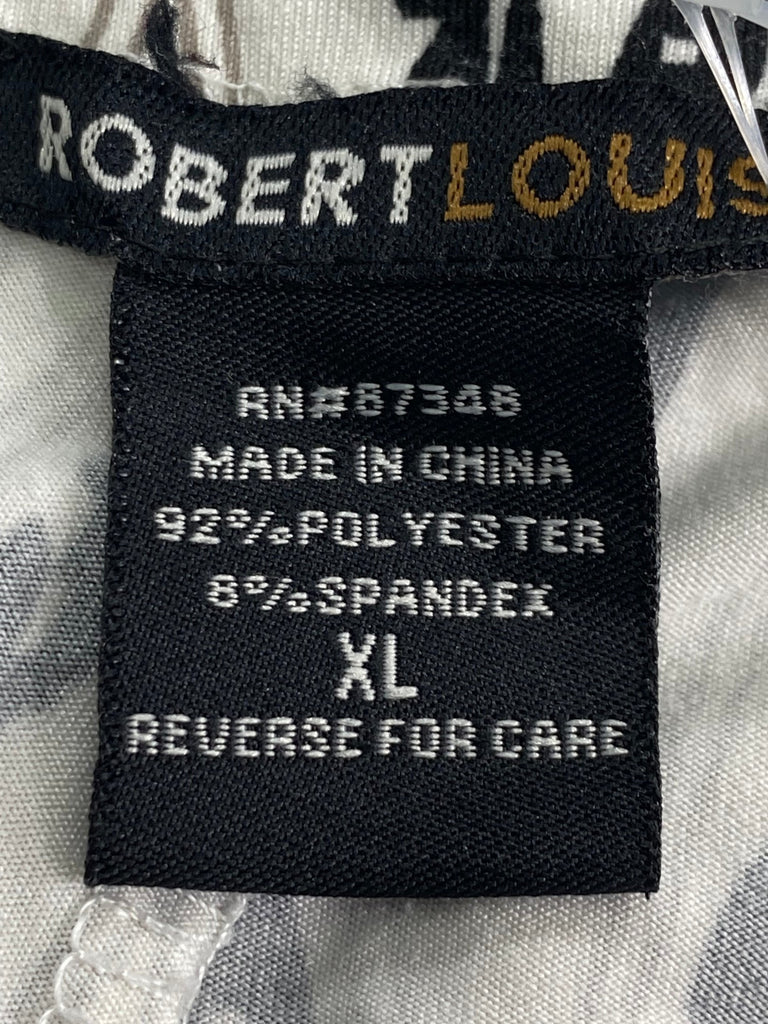 ROBERTLOUIS
RN#87348
MADE IN CHINA
92%POLYESTER
8%SPANDEX
XL
REVERSE FOR CARE